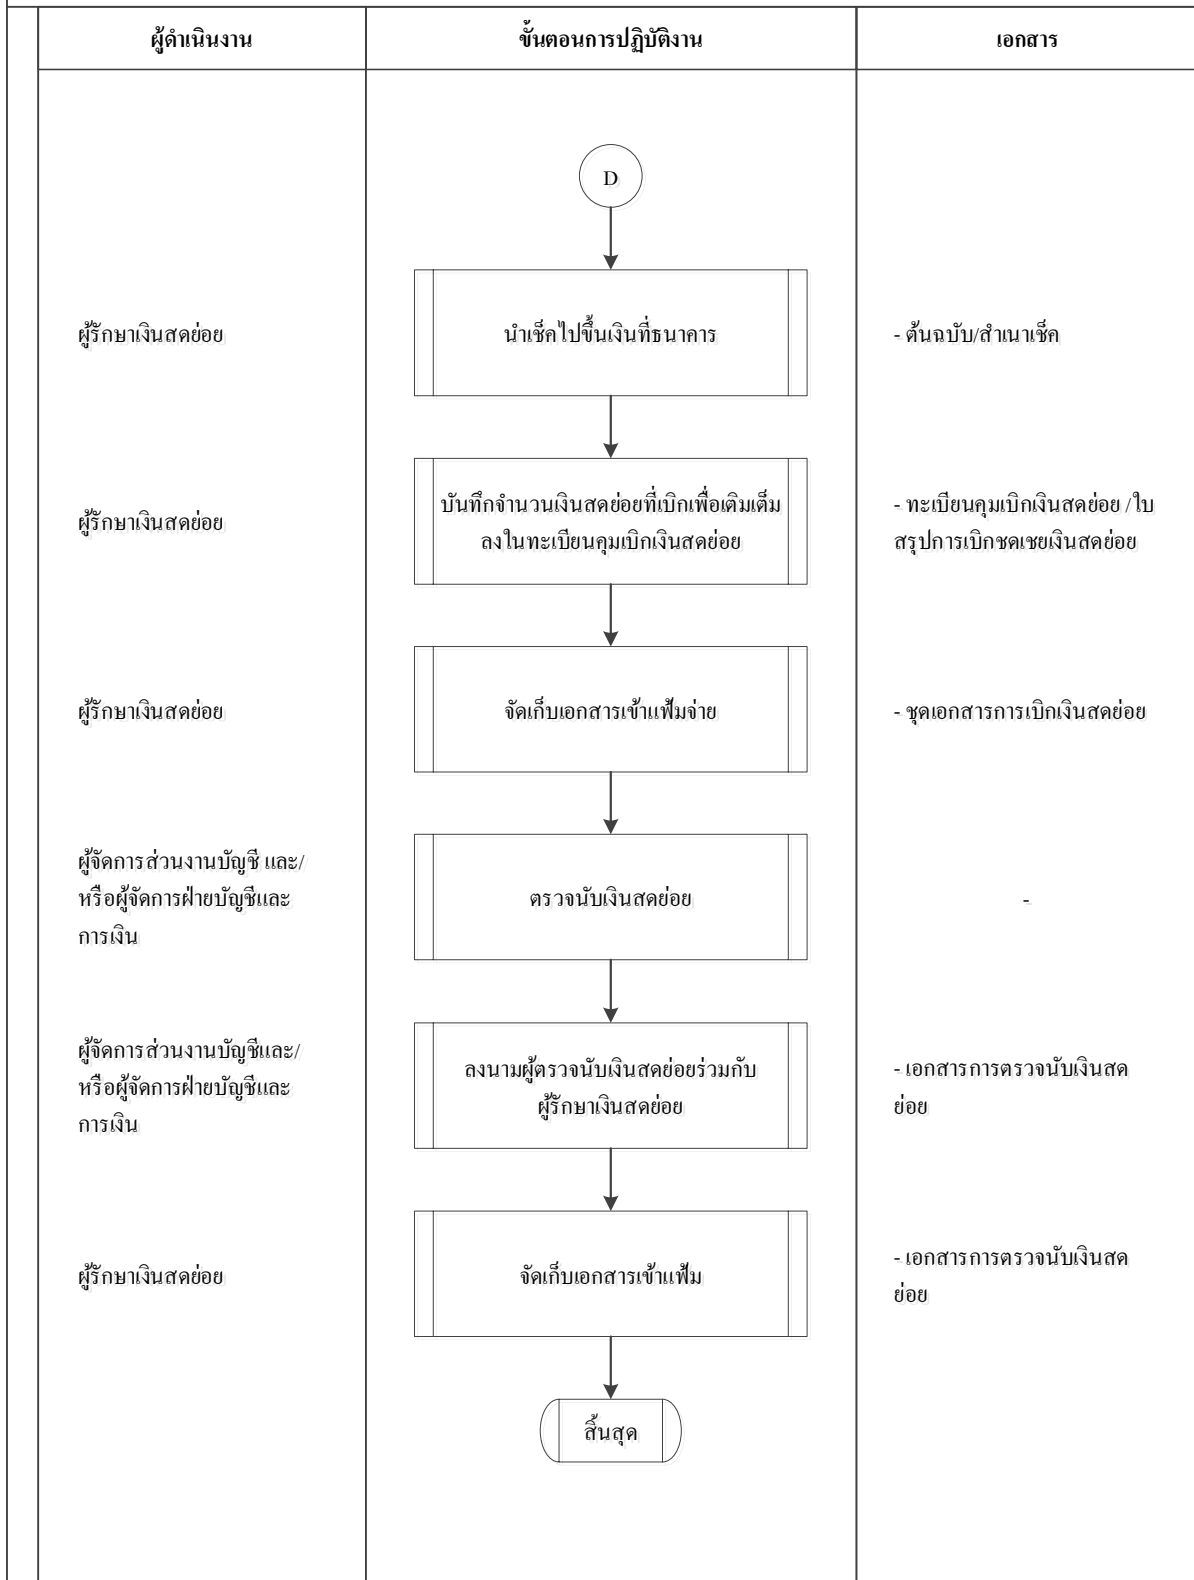 ผู้ดำเนินงาน
ขั้นตอนการปฏิบัติงาน
เอกสาร
D
ผู้รักษาเงินสดย่อย
นำเช็คไปขึ้นเงินที่ธนาคาร
- ต้นฉบับ/สำเนาเช็ค
ผู้รักษาเงินสดย่อย
บันทึกจำนวนเงินสดย่อยที่เบิกเพื่อเติมเต็ม
ลงในทะเบียนคุมเบิกเงินสดย่อย
- ทะเบียนคุมเบิกเงินสดย่อย /ใบ
สรุปการเบิกชดเชยเงินสดย่อย
ผู้รักษาเงินสดย่อย
จัดเก็บเอกสารเข้าแฟ้มจ่าย
- ชุดเอกสารการเบิกเงินสดย่อย
ผู้จัดการส่วนงานบัญชี และ/
หรือผู้จัดการฝ่ายบัญชีและ
การเงิน
ตรวจนับเงินสดย่อย
-
ผู้จัดการส่วนงานบัญชีและ/
หรือผู้จัดการฝ่ายบัญชีและ
การเงิน
ลงนามผู้ตรวจนับเงินสดย่อยร่วมกับ
ผู้รักษาเงินสดย่อย
- เอกสารการตรวจนับเงินสด
ย่อย
ผู้รักษาเงินสดย่อย
จัดเก็บเอกสารเข้าแฟ้ม
- เอกสารการตรวจนับเงินสด
ย่อย
สิ้นสุด